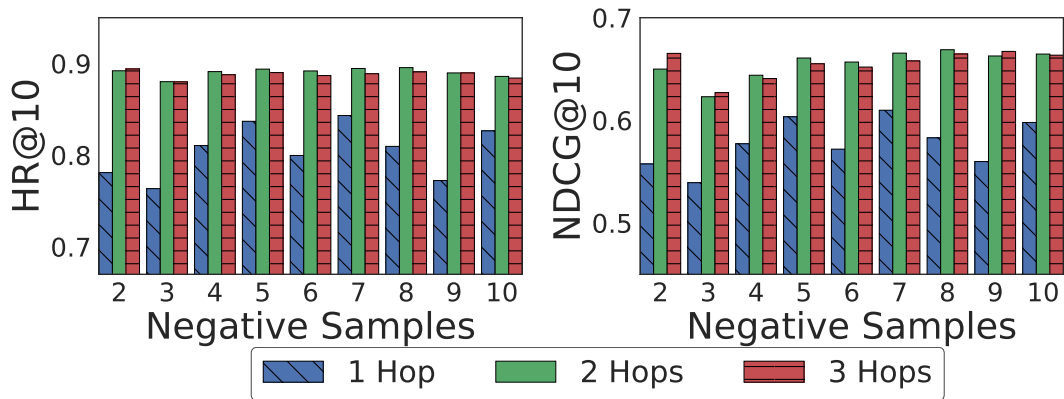 HR@10
0.9
0.8
0.7
2 3 4 5 6 7 8 9 10
Negative Samples
NDCG@10
0.7
0.6
0.5
2 3 4 5 6 7 8 9 10
Negative Samples
1 Hop 2 Hops 3 Hops